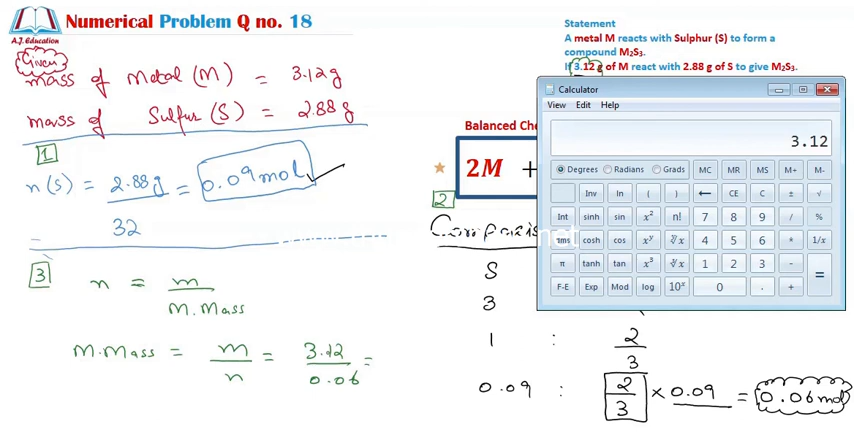 Numerical Problem Q no. 18
A.J. Education
Statement
A metal M reacts with Sulphur (S) to form a
compound M₂S₃.
If 3.12 g of M react with 2.88 g of S to give M₂S₃.
Given
mass of Metal (M) = 3.12g
mass of Sulfur (S) = 2.88 g
1
n(S) = 2.88g / 32 = 0.09 mol ✓
=
3
n = m / M.Mass
M.Mass = m / n = 3.12 / 0.06 =
Balanced Che
2M +
2
Comparis
S
3
1 : 2/3
0.09 : 2/3 × 0.09 = 0.06 mol
Calculator
View Edit Help
3.12
Degrees Radians Grads MC MR MS M+ M-
Inv ln ( ) ← CE C ± √
Int sinh sin x² n! 7 8 9 / %
dms cosh cos xʸ ʸ√x 4 5 6 * 1/x
π tanh tan x³ ³√x 1 2 3 - =
F-E Exp Mod log 10ˣ 0 . +